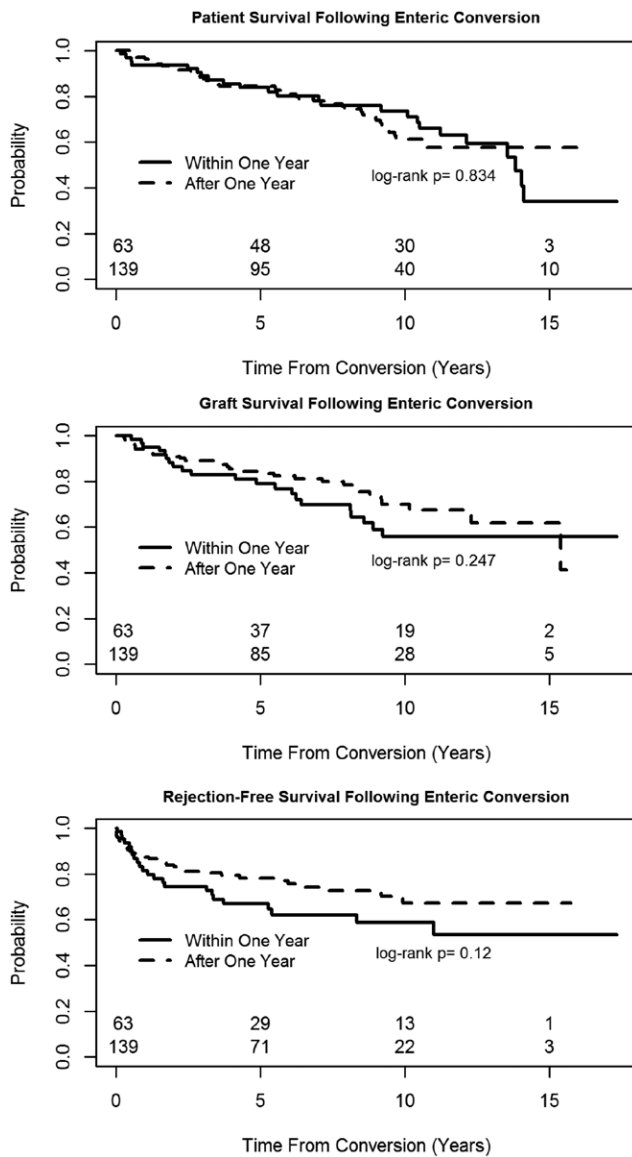 Patient Survival Following Enteric Conversion
Probability
0.0 0.2 0.4 0.6 0.8 1.0
Within One Year
After One Year
log-rank p= 0.834
63 48 30 3
139 95 40 10
0 5 10 15
Time From Conversion (Years)
Graft Survival Following Enteric Conversion
Probability
0.0 0.2 0.4 0.6 0.8 1.0
Within One Year
After One Year
log-rank p= 0.247
63 37 19 2
139 85 28 5
0 5 10 15
Time From Conversion (Years)
Rejection-Free Survival Following Enteric Conversion
Probability
0.0 0.2 0.4 0.6 0.8 1.0
Within One Year
After One Year
log-rank p= 0.12
63 29 13 1
139 71 22 3
0 5 10 15
Time From Conversion (Years)